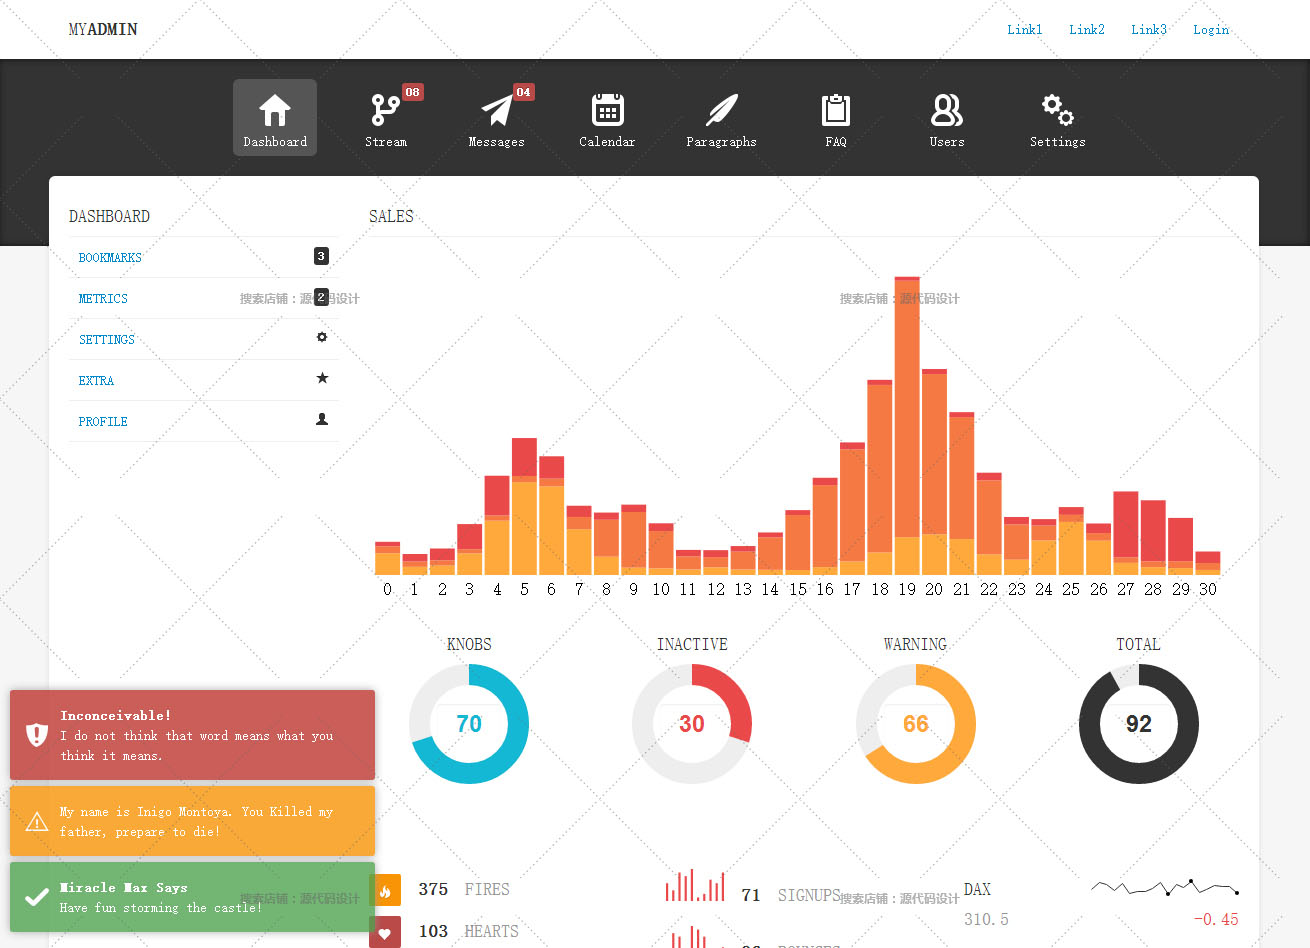 MYADMIN
Link1 Link2 Link3 Login
08 04
Dashboard Stream Messages Calendar Paragraphs FAQ Users Settings
DASHBOARD
BOOKMARKS 3
METRICS 2
SETTINGS
EXTRA
PROFILE
SALES
搜索店铺：源代码设计
搜索店铺：源代码设计
0 1 2 3 4 5 6 7 8 9 10 11 12 13 14 15 16 17 18 19 20 21 22 23 24 25 26 27 28 29 30
KNOBS INACTIVE WARNING TOTAL
70 30 66 92
Inconceivable!
I do not think that word means what you
think it means.
My name is Inigo Montoya. You Killed my
father, prepare to die!
Miracle Max Says
Have fun storming the castle!
搜索店铺：源代码设计
375 FIRES
103 HEARTS
71 SIGNUPS
搜索店铺：源代码设计
DAX
310.5 -0.45